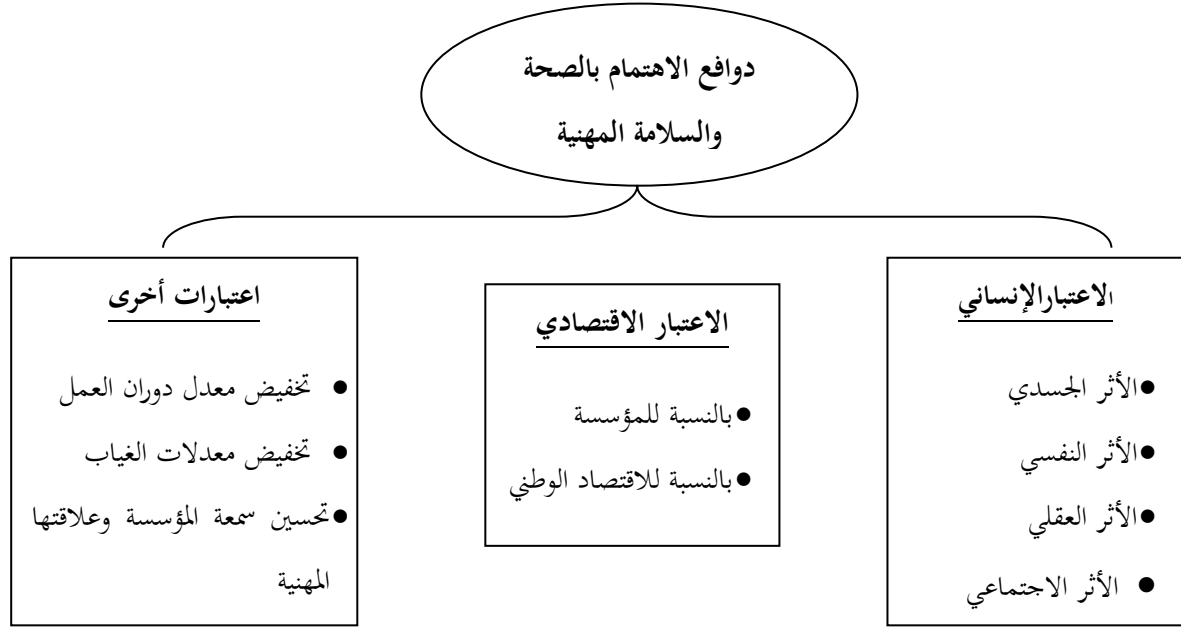 دوافع الاهتمام بالصحة
والسلامة المهنية
الاعتبارالإنساني
●الأثر الجسدي
●الأثر النفسي
●الأثر العقلي
● الأثر الاجتماعي
الاعتبار الاقتصادي
●بالنسبة للمؤسسة
●بالنسبة للاقتصاد الوطني
اعتبارات أخرى
● تخفيض معدل دوران العمل
● تخفيض معدلات الغياب
●تحسين سمعة المؤسسة وعلاقتها
المهنية